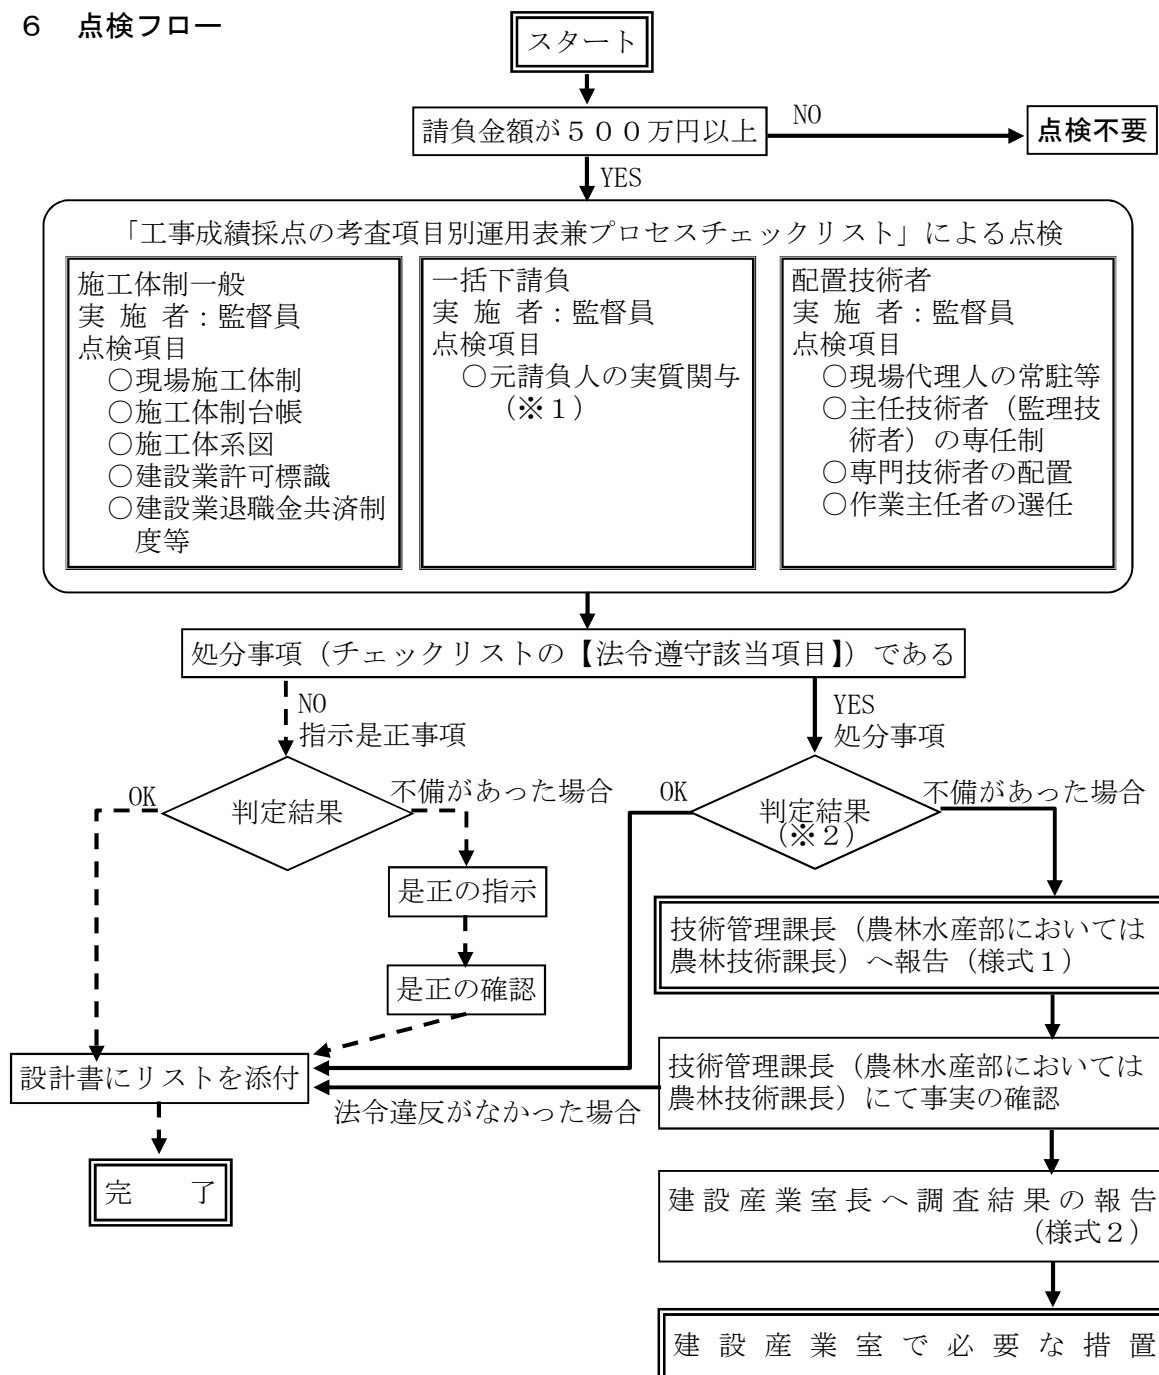 ６　点検フロー
スタート
請負金額が５００万円以上
NO
点検不要
YES
「工事成績採点の考査項目別運用表兼プロセスチェックリスト」による点検
施工体制一般
実 施 者：監督員
点検項目
○現場施工体制
○施工体制台帳
○施工体系図
○建設業許可標識
○建設業退職金共済制
度等
一括下請負
実 施 者：監督員
点検項目
○元請負人の実質関与
（※１）
配置技術者
実 施 者：監督員
点検項目
○現場代理人の常駐等
○主任技術者（監理技
術者）の専任制
○専門技術者の配置
○作業主任者の選任
処分事項（チェックリストの【法令遵守該当項目】）である
NO
指示是正事項
YES
処分事項
OK
判定結果
不備があった場合
OK
判定結果
（※２）
不備があった場合
是正の指示
是正の確認
技術管理課長（農林水産部においては
農林技術課長）へ報告（様式１）
設計書にリストを添付
技術管理課長（農林水産部においては
農林技術課長）にて事実の確認
法令違反がなかった場合
完　　了
建設産業室長へ調査結果の報告
（様式２）
建設産業室で必要な措置